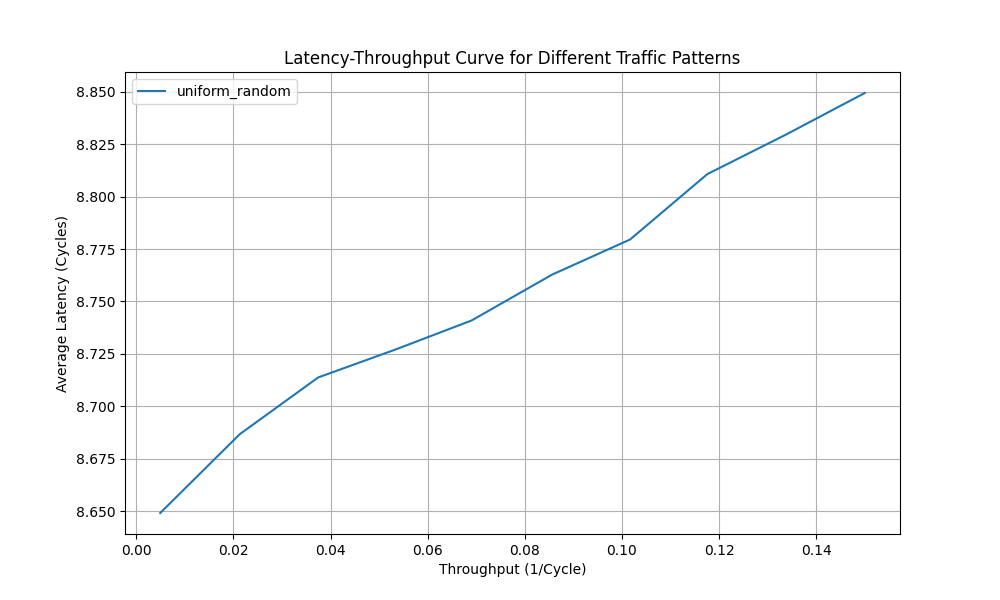 Latency-Throughput Curve for Different Traffic Patterns
uniform_random
8.850
8.825
8.800
8.775
8.750
8.725
8.700
8.675
8.650
Average Latency (Cycles)
0.00 0.02 0.04 0.06 0.08 0.10 0.12 0.14
Throughput (1/Cycle)